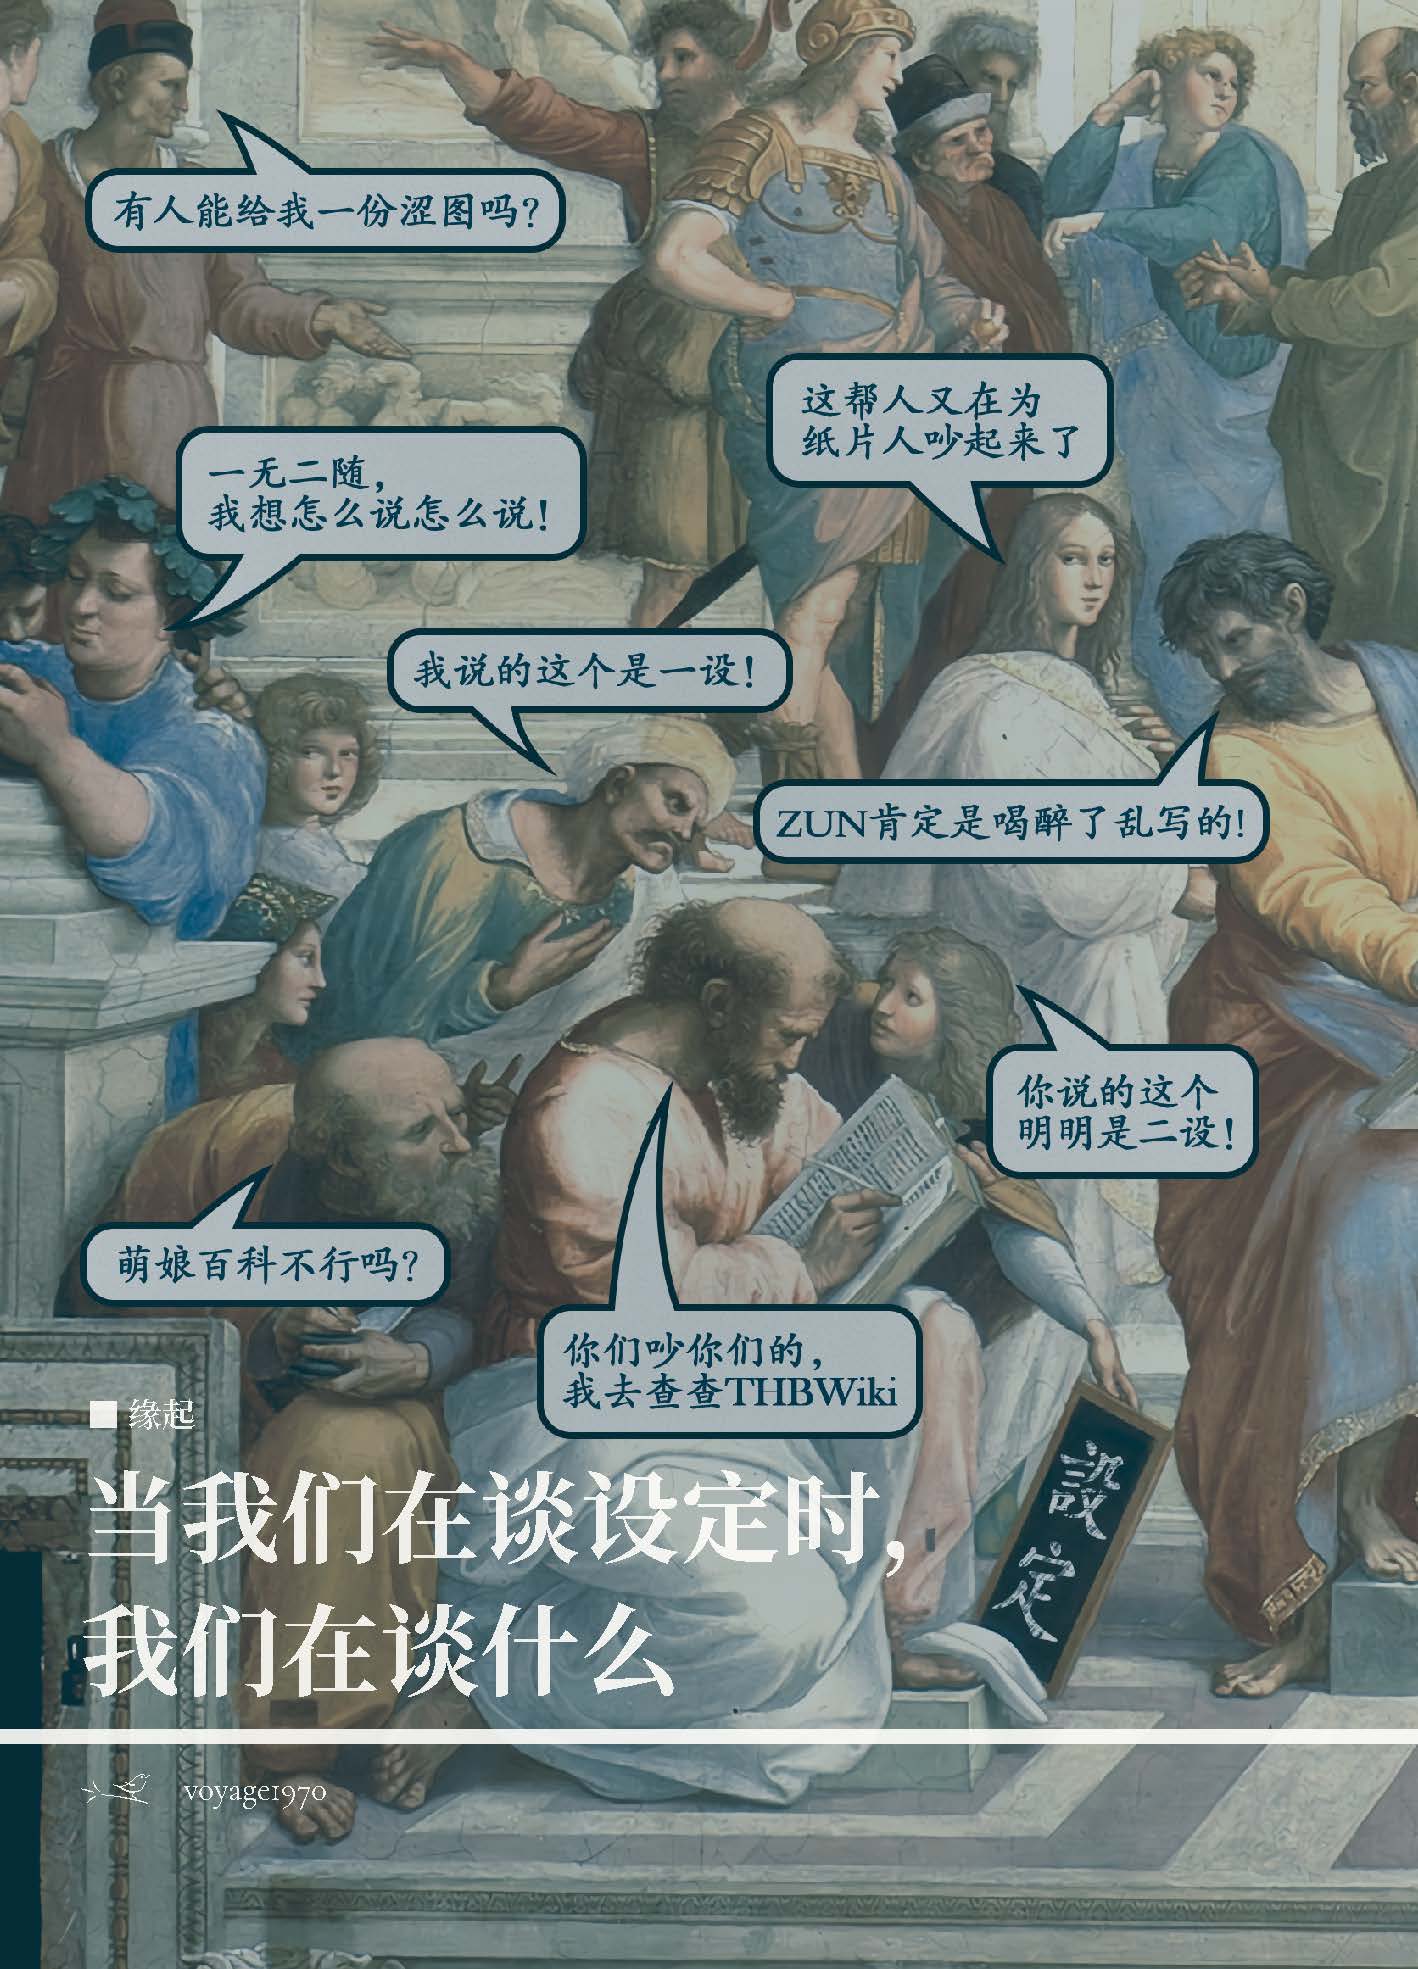 有人能给我一份涩图吗?
这帮人又在为
纸片人吵起来了
一无二随,
我想怎么说怎么说!
我说的这个是一设!
ZUN肯定是喝醉了乱写的!
你说的这个
明明是二设!
萌娘百科不行吗?
你们吵你们的,
我去查查THBWiki
設定
■ 缘起
当我们在谈设定时,
我们在谈什么
voyage1970